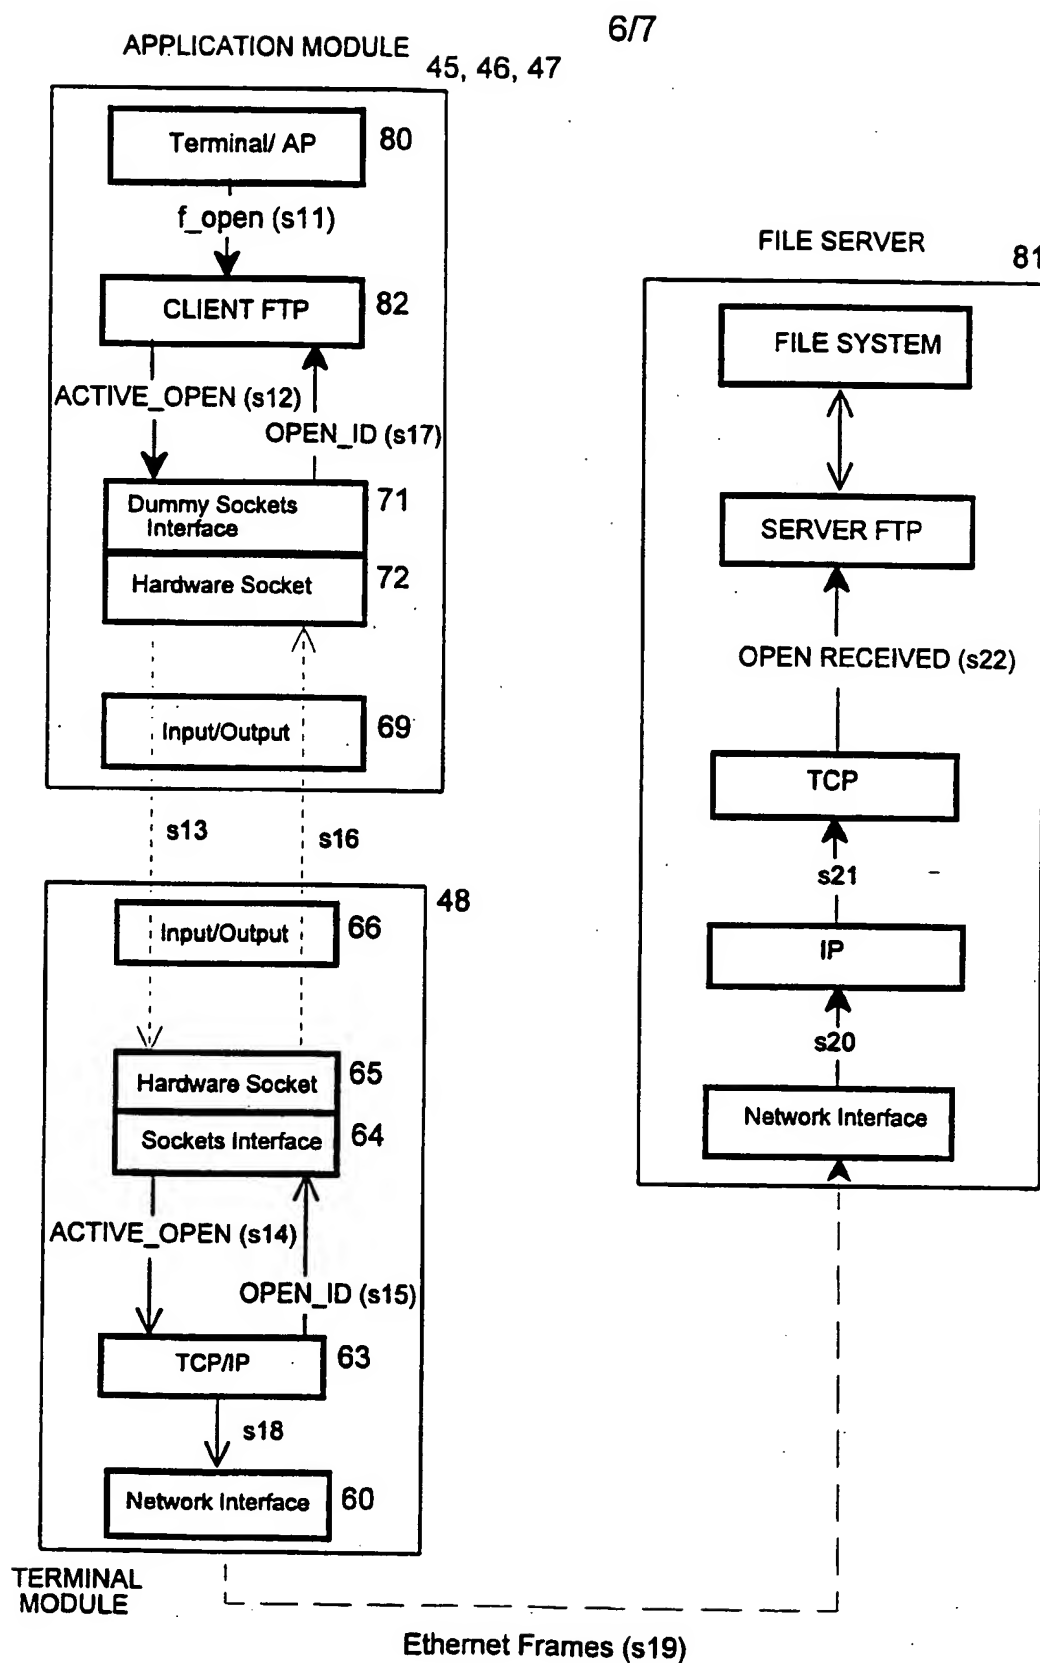 6/7
APPLICATION MODULE
45, 46, 47
Terminal/ AP
80
f_open (s11)
CLIENT FTP
82
ACTIVE_OPEN (s12)
OPEN_ID (s17)
Dummy Sockets
Interface
71
Hardware Socket
72
Input/Output
69
s13
s16
48
Input/Output
66
Hardware Socket
65
Sockets Interface
64
ACTIVE_OPEN (s14)
OPEN_ID (s15)
TCP/IP
63
s18
Network Interface
60
TERMINAL
MODULE
Ethernet Frames (s19)
FILE SERVER
81
FILE SYSTEM
SERVER FTP
OPEN RECEIVED (s22)
TCP
s21
IP
s20
Network Interface